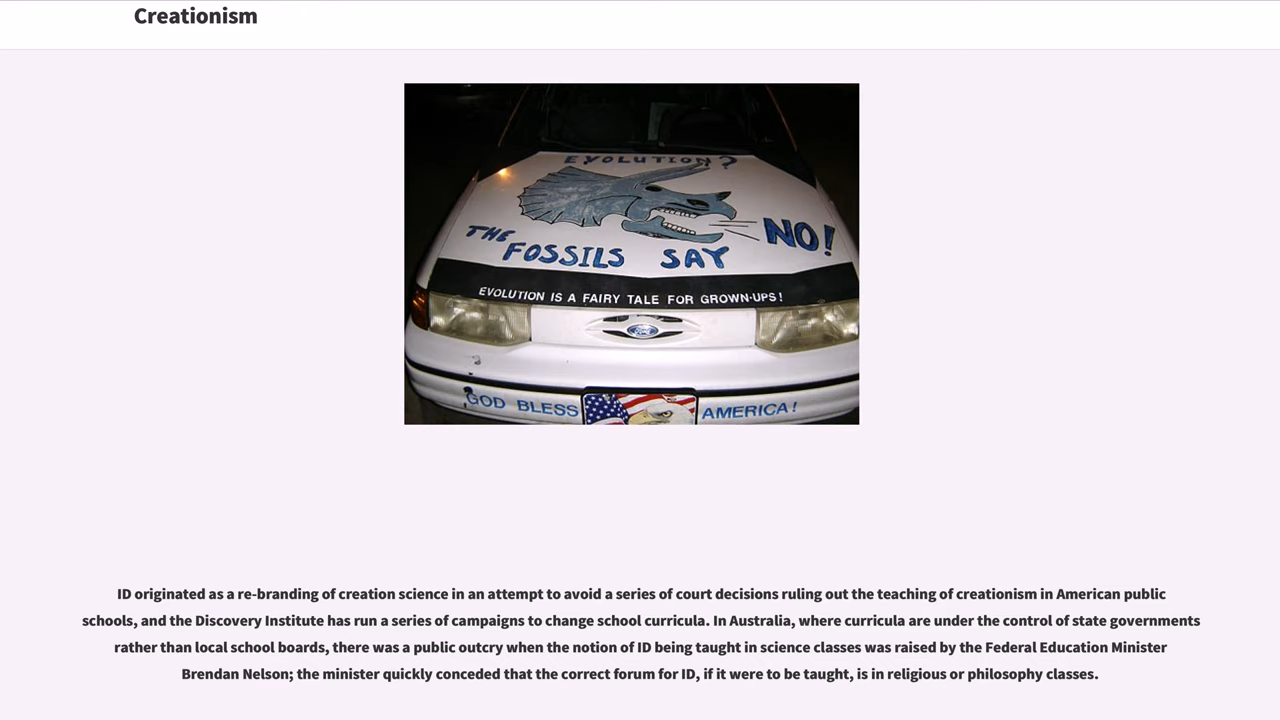 Creationism
EVOLUTION?
THE
FOSSILS SAY
NO!
EVOLUTION IS A FAIRY TALE FOR GROWN-UPS!
Ford
GOD BLESS
AMERICA!
ID originated as a re-branding of creation science in an attempt to avoid a series of court decisions ruling out the teaching of creationism in American public
schools, and the Discovery Institute has run a series of campaigns to change school curricula. In Australia, where curricula are under the control of state governments
rather than local school boards, there was a public outcry when the notion of ID being taught in science classes was raised by the Federal Education Minister
Brendan Nelson; the minister quickly conceded that the correct forum for ID, if it were to be taught, is in religious or philosophy classes.